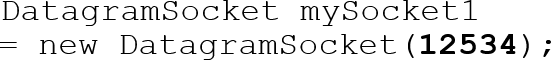 DatagramSocket mySocket1
= new DatagramSocket(12534);